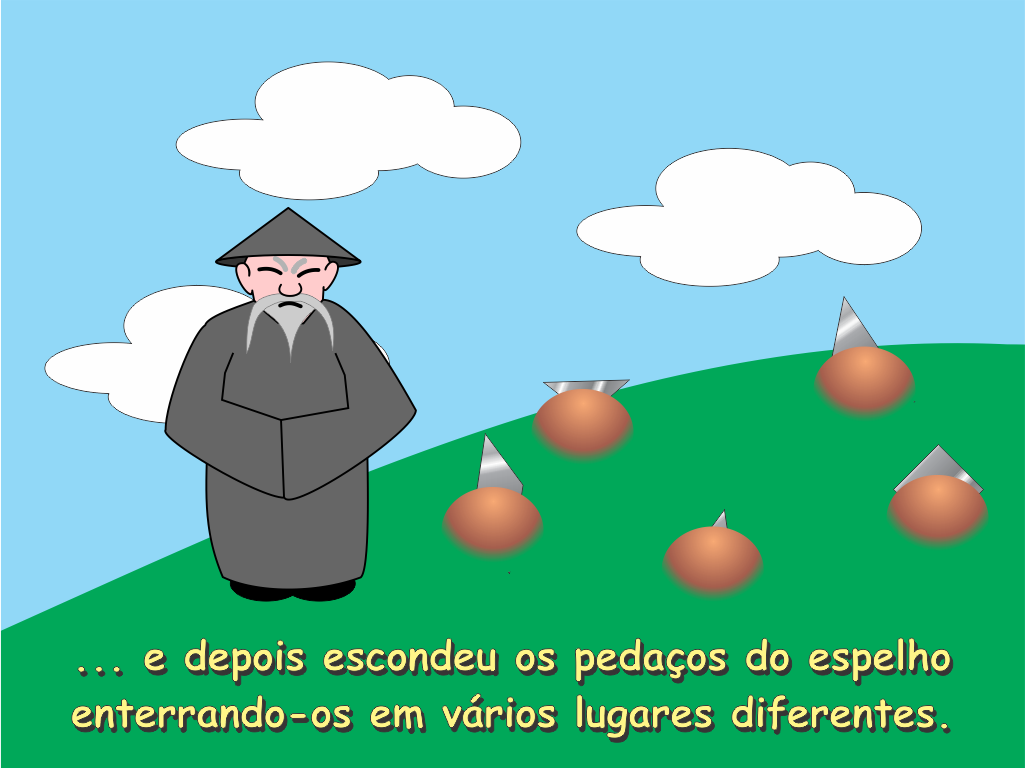 ... e depois escondeu os pedaços do espelho
enterrando-os em vários lugares diferentes.